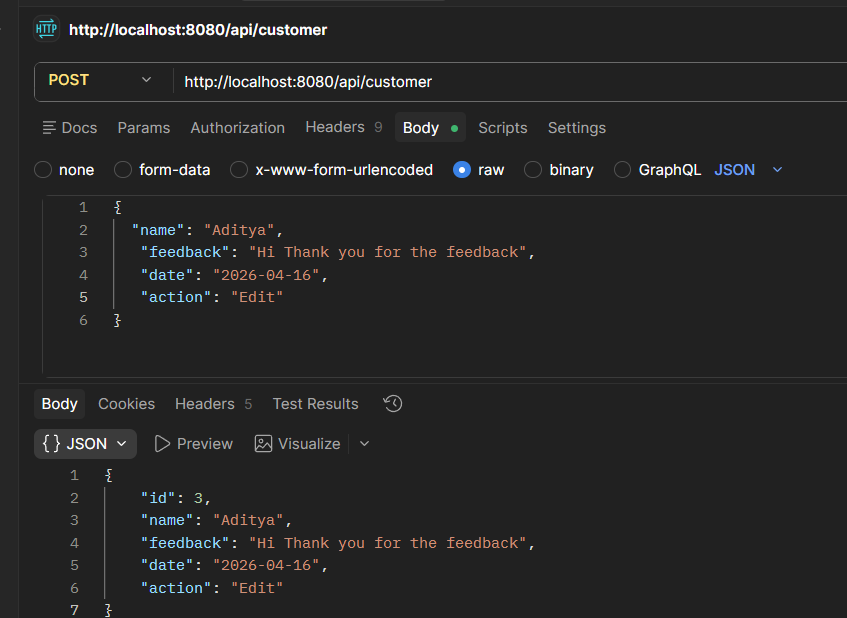 HTTP http://localhost:8080/api/customer
POST http://localhost:8080/api/customer
Docs Params Authorization Headers 9 Body Scripts Settings
none form-data x-www-form-urlencoded raw binary GraphQL JSON
1 {
2 "name": "Aditya",
3 "feedback": "Hi Thank you for the feedback",
4 "date": "2026-04-16",
5 "action": "Edit"
6 }
Body Cookies Headers 5 Test Results
{} JSON Preview Visualize
1 {
2 "id": 3,
3 "name": "Aditya",
4 "feedback": "Hi Thank you for the feedback",
5 "date": "2026-04-16",
6 "action": "Edit"
7 }